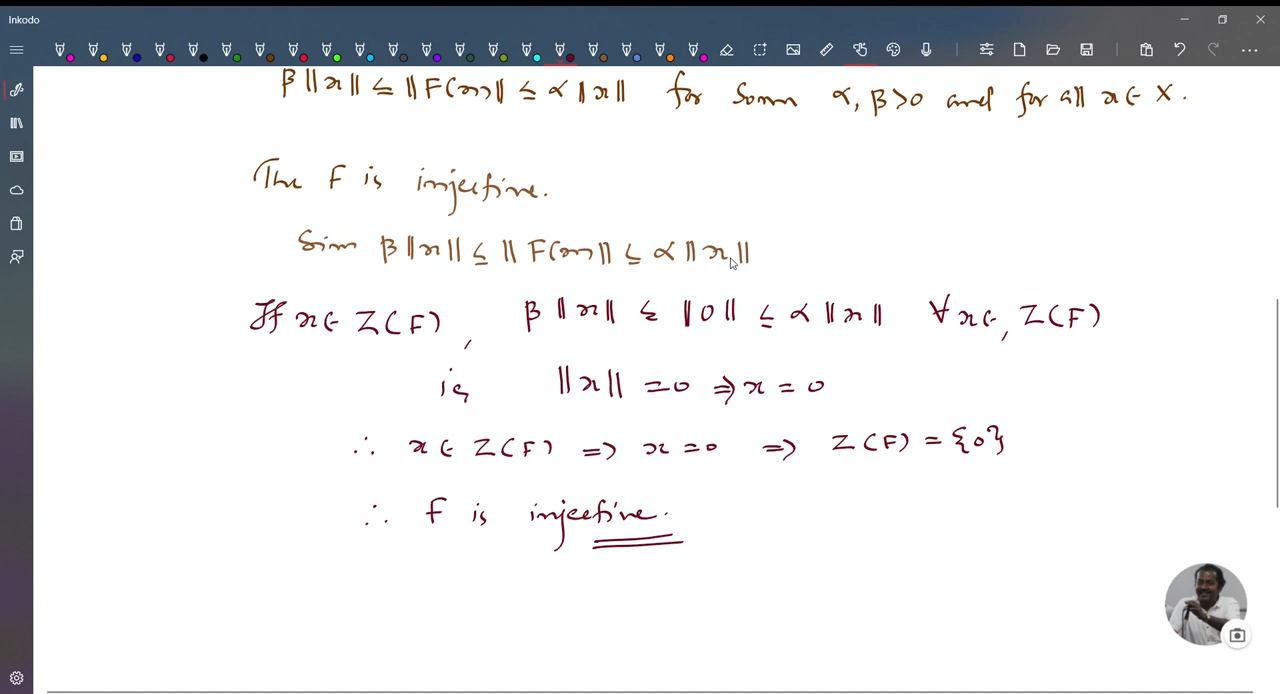 Inkodo
β ||x|| ≤ ||F(x)|| ≤ α ||x|| for some α, β>0 and for all x ∈ X.
The F is injective.
Since β ||x|| ≤ || F(x) || ≤ α ||x||
If x ∈ Z(F), β ||x|| ≤ ||0|| ≤ α ||x|| ∀ x ∈, Z(F)
ie ||x|| = 0 ⇒ x = 0
∴ x ∈ Z(F) ⇒ x = 0 ⇒ Z(F) = {0}
∴ F is injective.